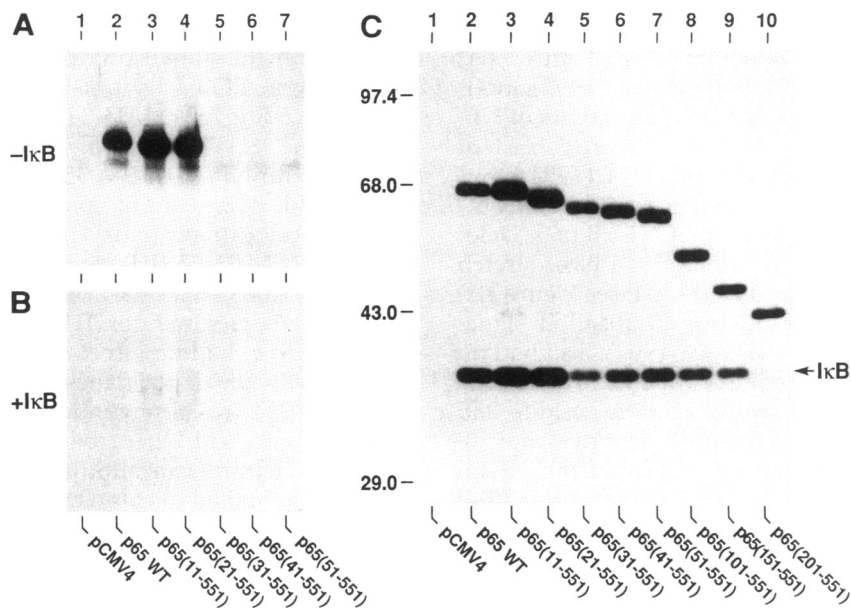 A
1 2 3 4 5 6 7
–IκB
B
+IκB
pCMV4
p65 WT
p65(11-551)
p65(21-551)
p65(31-551)
p65(41-551)
p65(51-551)
C
1 2 3 4 5 6 7 8 9 10
97.4
68.0
43.0
IκB
29.0
pCMV4
p65 WT
p65(11-551)
p65(21-551)
p65(31-551)
p65(41-551)
p65(51-551)
p65(101-551)
p65(151-551)
p65(201-551)